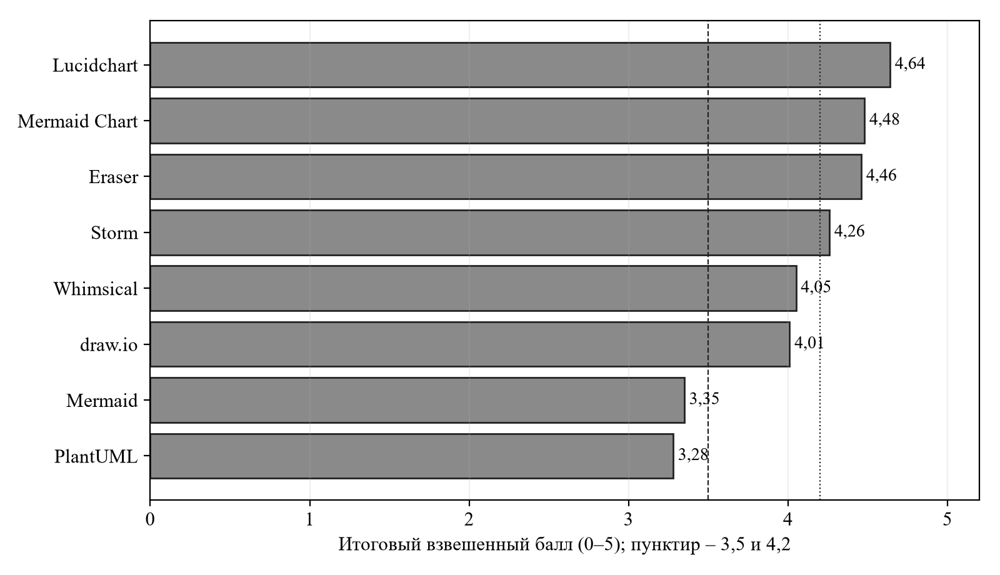 Lucidchart 4,64
Mermaid Chart 4,48
Eraser 4,46
Storm 4,26
Whimsical 4,05
draw.io 4,01
Mermaid 3,35
PlantUML 3,28
0 1 2 3 4 5
Итоговый взвешенный балл (0–5); пунктир – 3,5 и 4,2